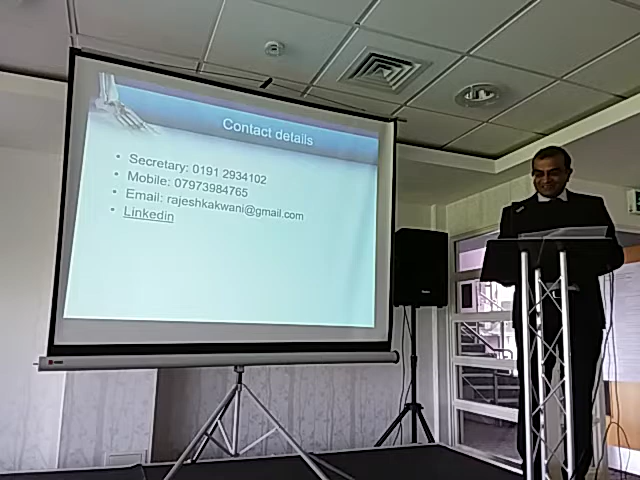 Contact details
• Secretary: 0191 2934102
• Mobile: 07973984765
• Email: rajeshkakwani@gmail.com
• Linkedin